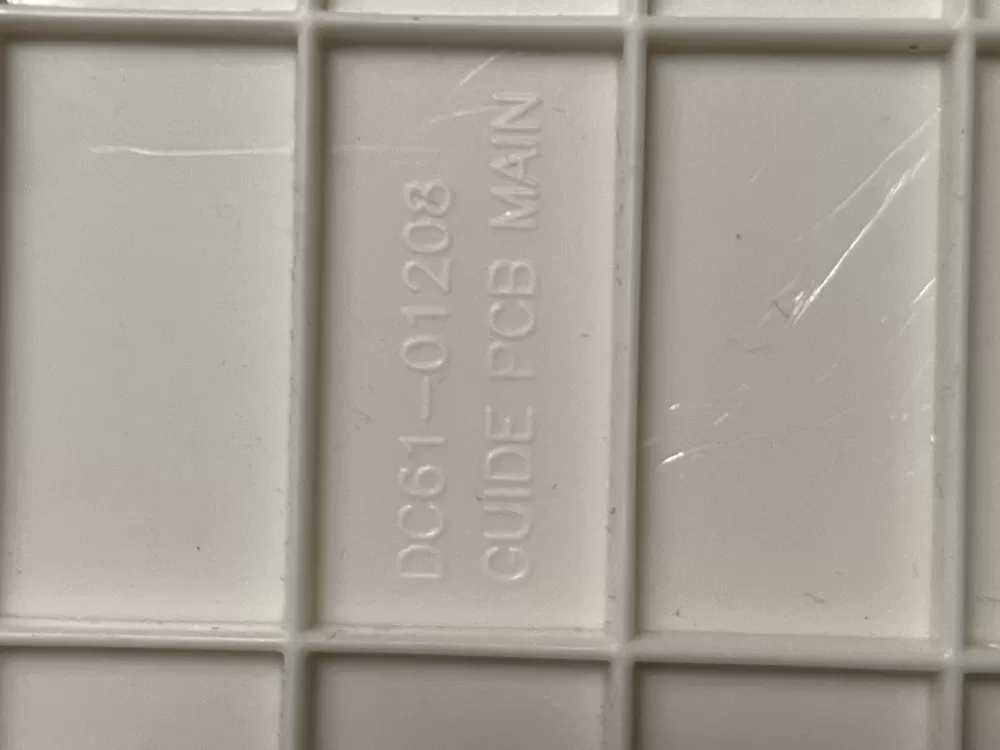 DC61-01208
GUIDE PCB MAIN